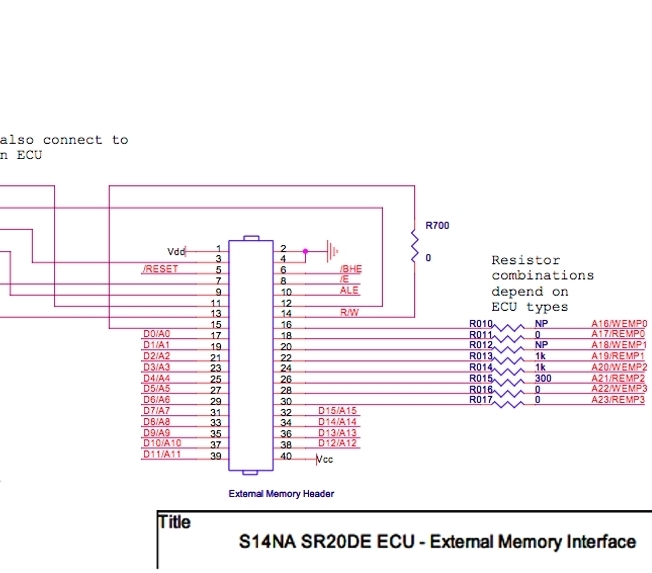 also connect to
n ECU
R700
0
Resistor
combinations
depend on
ECU types
Vdd 1 2
3 4
/RESET 5 6 /BHE
7 8 /E
9 10 ALE
11 12
13 14 R/W
15 16 R010 NP A16/WEMP0
D0/A0 17 18 R011 0 A17/REMP0
D1/A1 19 20 R012 NP A18/WEMP1
D2/A2 21 22 R013 1k A19/REMP1
D3/A3 23 24 R014 1k A20/WEMP2
D4/A4 25 26 R015 300 A21/REMP2
D5/A5 27 28 R016 0 A22/WEMP3
D6/A6 29 30 R017 0 A23/REMP3
D7/A7 31 32 D15/A15
D8/A8 33 34 D14/A14
D9/A9 35 36 D13/A13
D10/A10 37 38 D12/A12
D11/A11 39 40 Vcc
External Memory Header
Title
S14NA SR20DE ECU - External Memory Interface